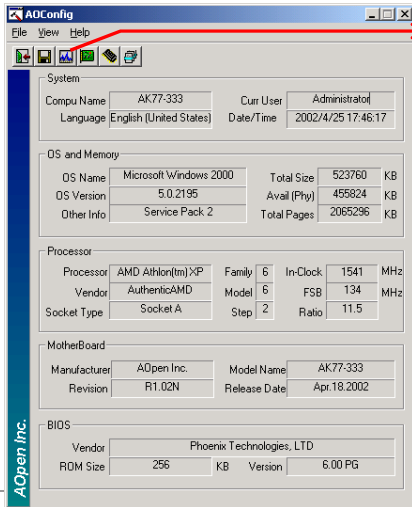 AOConfig
File View Help
System
Compu Name AK77-333 Curr User Administrator
Language English (United States) Date/Time 2002/4/25 17:46:17
OS and Memory
OS Name Microsoft Windows 2000 Total Size 523760 KB
OS Version 5.0.2195 Avail (Phy) 455824 KB
Other Info Service Pack 2 Total Pages 2065296 KB
Processor
Processor AMD Athlon(tm) XP Family 6 In-Clock 1541 MHz
Vendor AuthenticAMD Model 6 FSB 134 MHz
Socket Type Socket A Step 2 Ratio 11.5
MotherBoard
Manufacturer AOpen Inc. Model Name AK77-333
Revision R1.02N Release Date Apr.18.2002
BIOS
Vendor Phoenix Technologies, LTD
ROM Size 256 KB Version 6.00 PG
AOpen Inc.